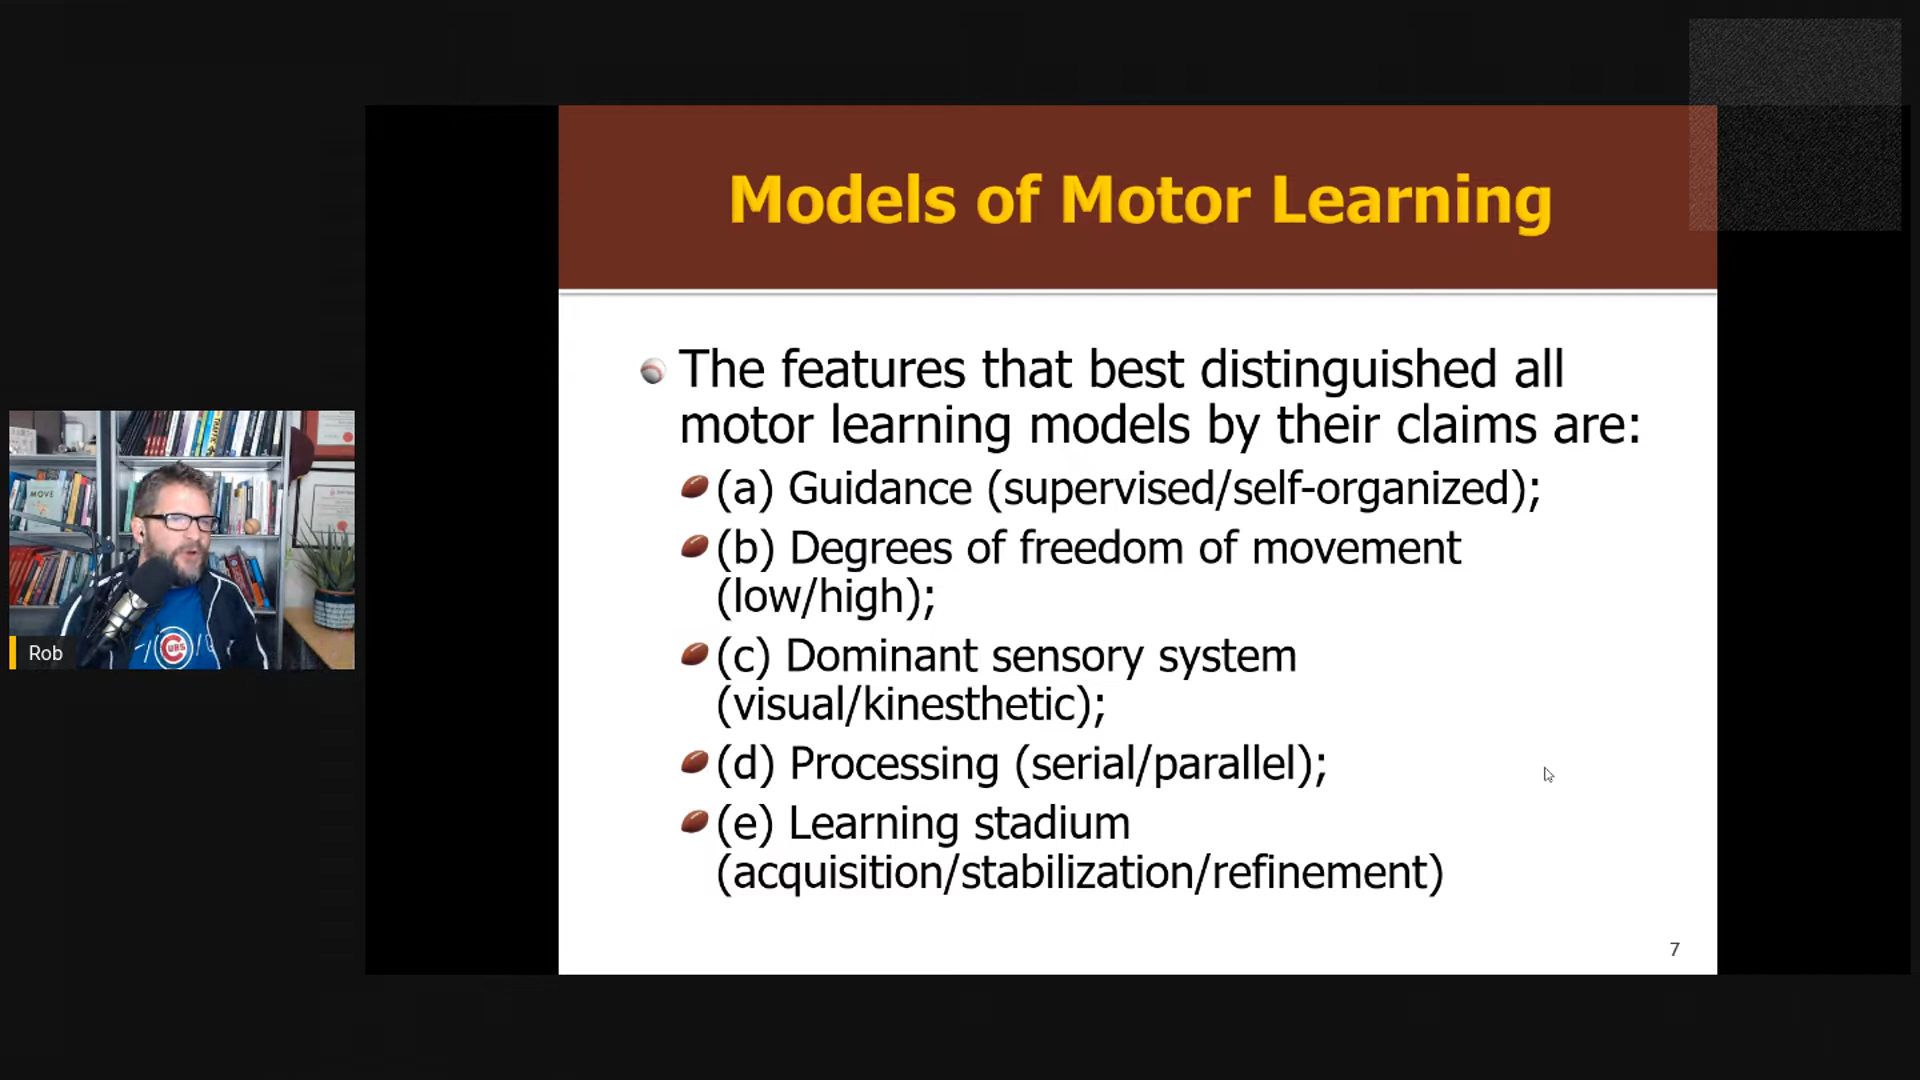 Models of Motor Learning
The features that best distinguished all
motor learning models by their claims are:
(a) Guidance (supervised/self-organized);
(b) Degrees of freedom of movement
(low/high);
(c) Dominant sensory system
(visual/kinesthetic);
(d) Processing (serial/parallel);
(e) Learning stadium
(acquisition/stabilization/refinement)
7
MOVE
CUBS
Rob